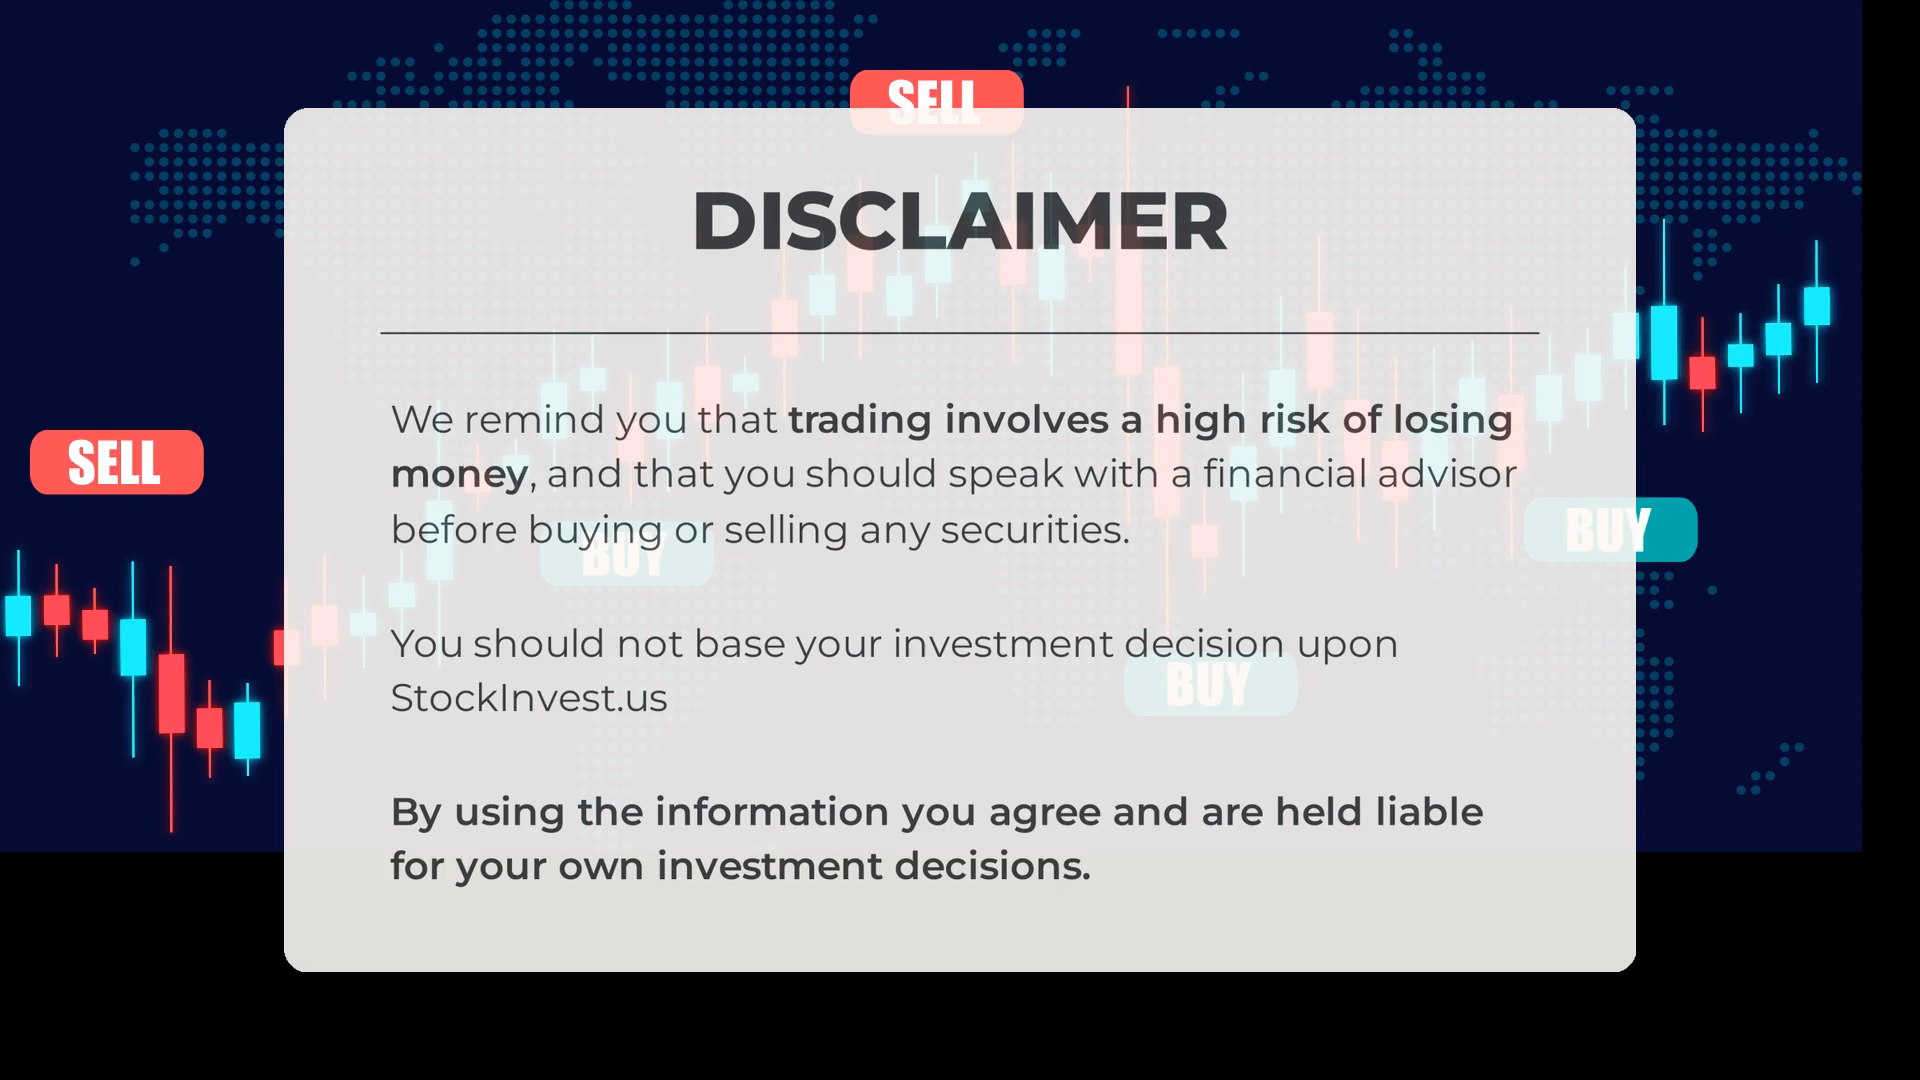 SELL
DISCLAIMER
We remind you that trading involves a high risk of losing
money, and that you should speak with a financial advisor
before buying or selling any securities.
SELL
BUY
BUY
You should not base your investment decision upon
StockInvest.us
BUY
By using the information you agree and are held liable
for your own investment decisions.